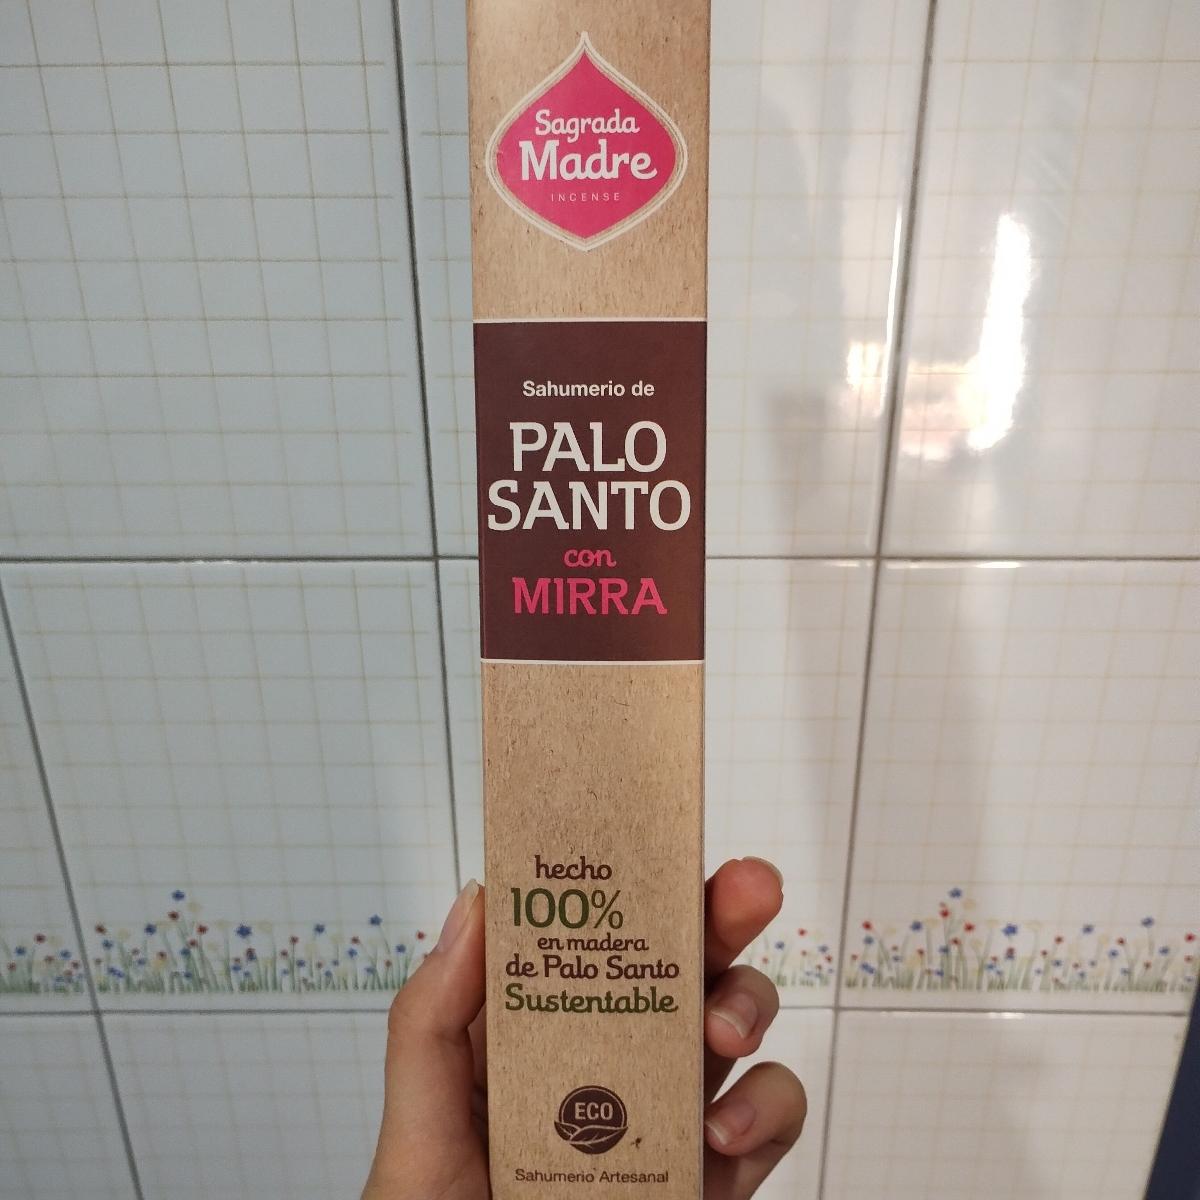 Sagrada
Madre
INCENSE
Sahumerio de
PALO
SANTO
con
MIRRA
hecho
100%
en madera
de Palo Santo
Sustentable
ECO
Sahumerio Artesanal